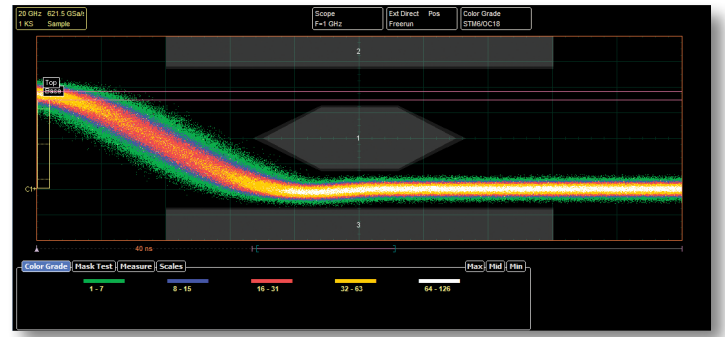 20 GHz 621.5 GSa/s
1 KS Sample
Scope
F=1 GHz
Ext Direct Pos
Freerun
Color Grade
STM6/OC18
2
Top
Base
1
C1
3
40 ns
Color Grade Mask Test Measure Scales Max Mid Min
1 - 7 8 - 15 16 - 31 32 - 63 64 - 126